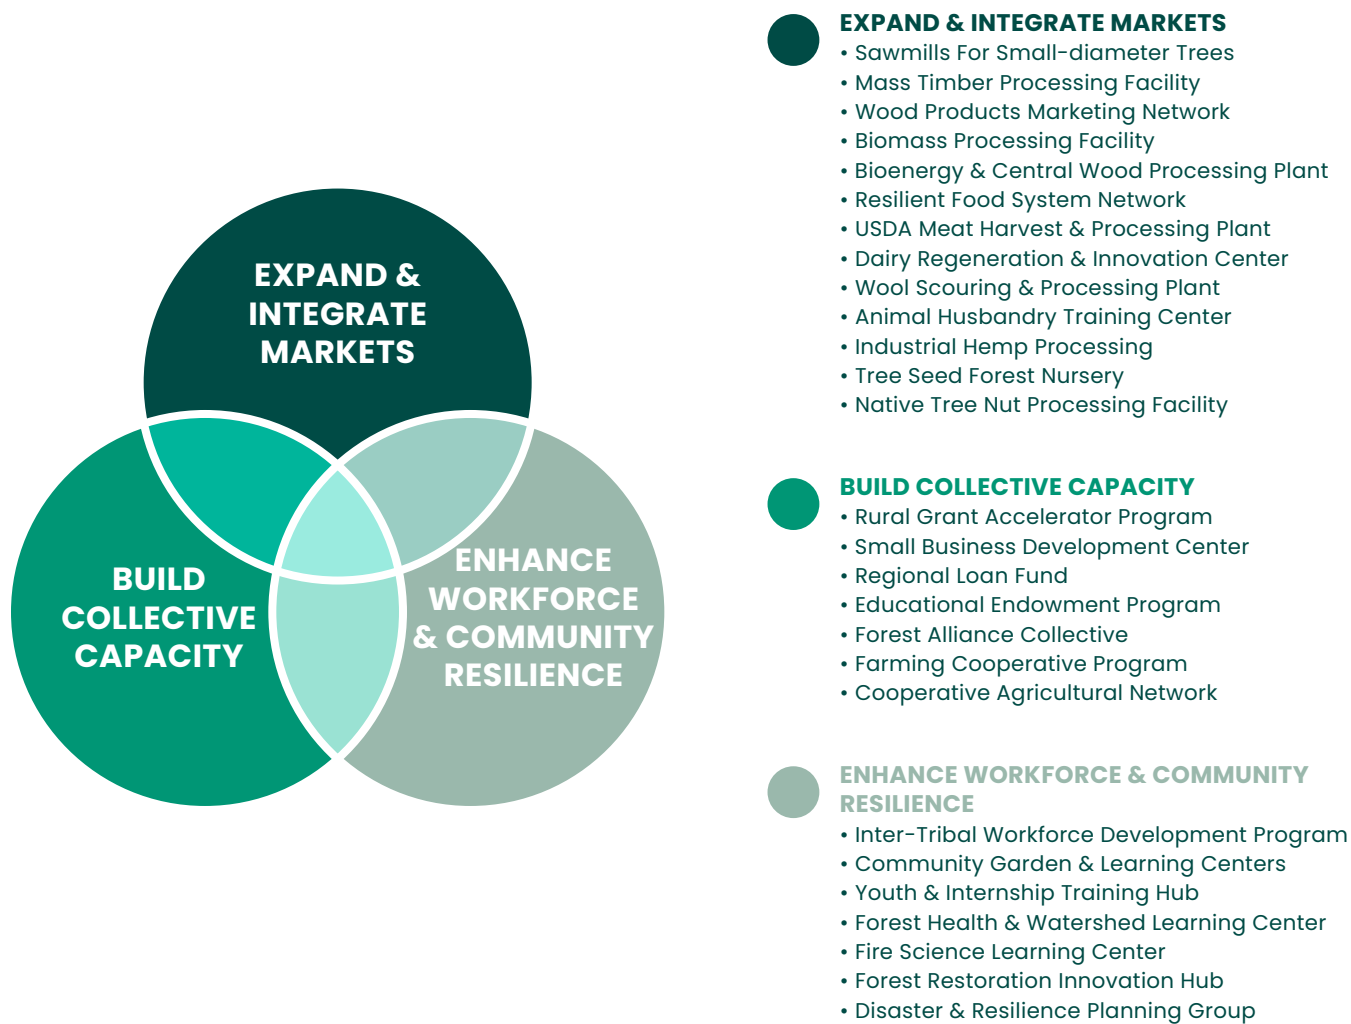 EXPAND &
INTEGRATE
MARKETS
BUILD
COLLECTIVE
CAPACITY
ENHANCE
WORKFORCE
& COMMUNITY
RESILIENCE
EXPAND & INTEGRATE MARKETS
• Sawmills For Small-diameter Trees
• Mass Timber Processing Facility
• Wood Products Marketing Network
• Biomass Processing Facility
• Bioenergy & Central Wood Processing Plant
• Resilient Food System Network
• USDA Meat Harvest & Processing Plant
• Dairy Regeneration & Innovation Center
• Wool Scouring & Processing Plant
• Animal Husbandry Training Center
• Industrial Hemp Processing
• Tree Seed Forest Nursery
• Native Tree Nut Processing Facility
BUILD COLLECTIVE CAPACITY
• Rural Grant Accelerator Program
• Small Business Development Center
• Regional Loan Fund
• Educational Endowment Program
• Forest Alliance Collective
• Farming Cooperative Program
• Cooperative Agricultural Network
ENHANCE WORKFORCE & COMMUNITY
RESILIENCE
• Inter-Tribal Workforce Development Program
• Community Garden & Learning Centers
• Youth & Internship Training Hub
• Forest Health & Watershed Learning Center
• Fire Science Learning Center
• Forest Restoration Innovation Hub
• Disaster & Resilience Planning Group